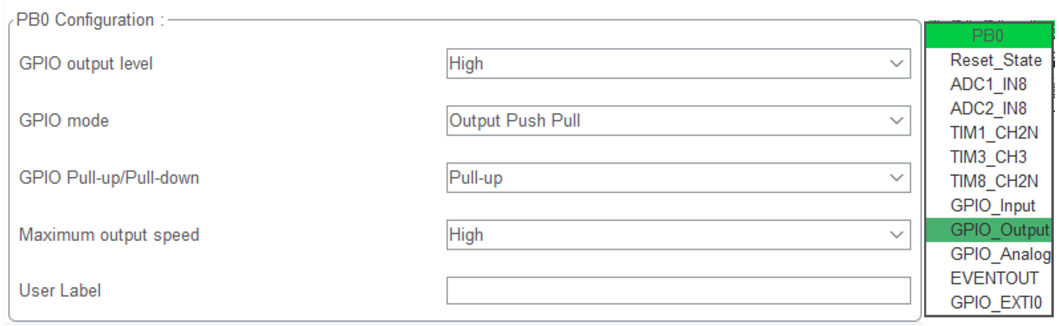 PB0 Configuration :
GPIO output level High
GPIO mode Output Push Pull
GPIO Pull-up/Pull-down Pull-up
Maximum output speed High
User Label
PB0
Reset_State
ADC1_IN8
ADC2_IN8
TIM1_CH2N
TIM3_CH3
TIM8_CH2N
GPIO_Input
GPIO_Output
GPIO_Analog
EVENTOUT
GPIO_EXTI0